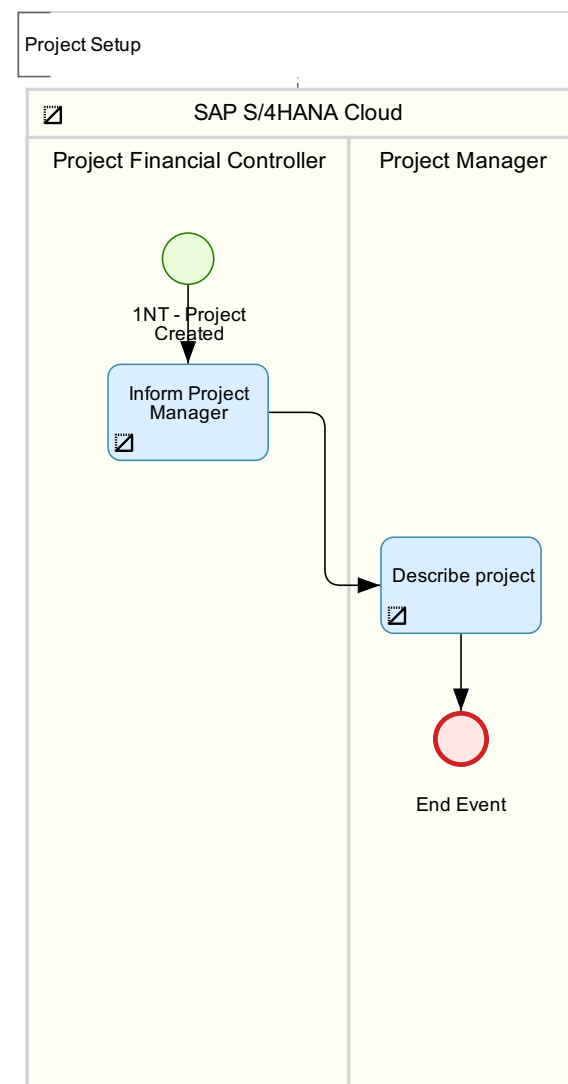 Project Setup
SAP S/4HANA Cloud
Project Financial Controller
Project Manager
1NT - Project
Created
Inform Project
Manager
Describe project
End Event